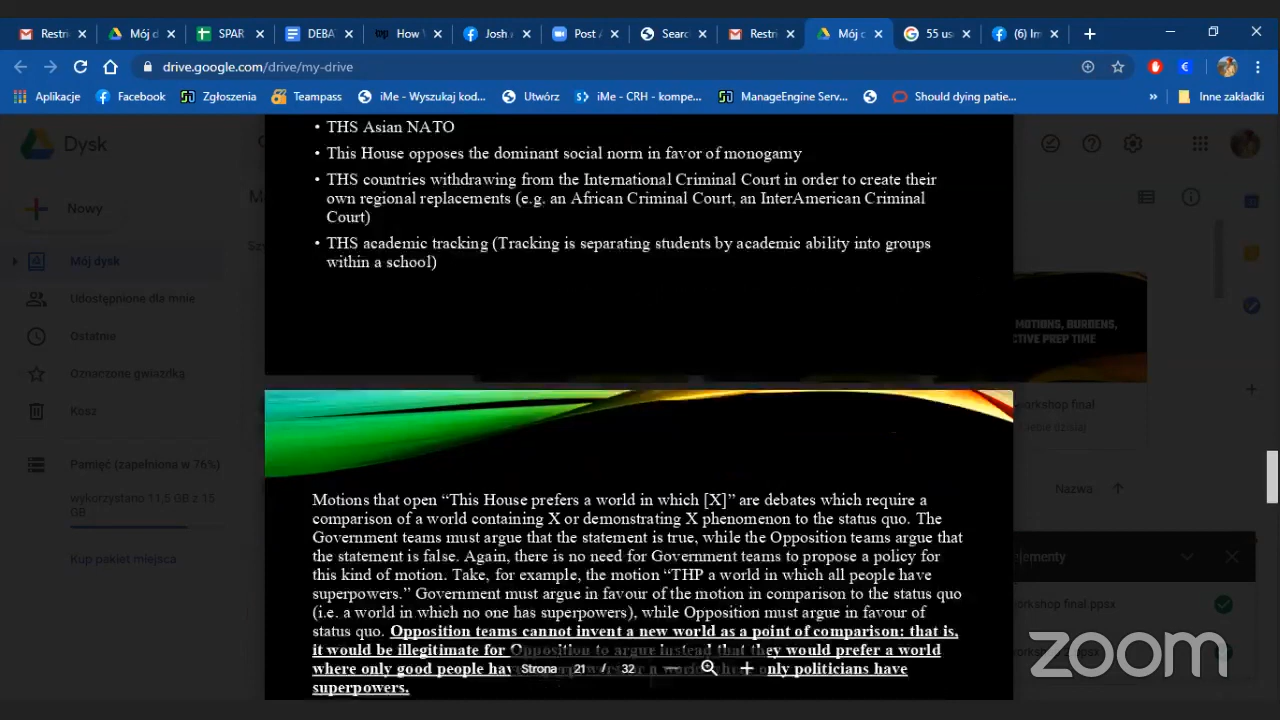 Restri
Mój d
SPAR
DEBA
How
Josh
Post
Searc
Restri
Mój d
55 us
(6) Im
drive.google.com/drive/my-drive
Aplikacje
Facebook
Zgłoszenia
Teampass
iMe - Wyszukaj kod...
Utwórz
iMe - CRH - kompe...
ManageEngine Serv...
Should dying patie...
Inne zakładki
Dysk
Nowy
Mój dysk
Udostępnione dla mnie
Ostatnie
Oznaczone gwiazdką
Kosz
Pamięć (zapełniona w 76%)
wykorzystano 11,5 GB z 15
GB
Kup pakiet miejsca
• THS Asian NATO
• This House opposes the dominant social norm in favor of monogamy
• THS countries withdrawing from the International Criminal Court in order to create their
own regional replacements (e.g. an African Criminal Court, an InterAmerican Criminal
Court)
• THS academic tracking (Tracking is separating students by academic ability into groups
within a school)
Motions that open “This House prefers a world in which [X]” are debates which require a
comparison of a world containing X or demonstrating X phenomenon to the status quo. The
Government teams must argue that the statement is true, while the Opposition teams argue that
the statement is false. Again, there is no need for Government teams to propose a policy for
this kind of motion. Take, for example, the motion “THP a world in which all people have
superpowers.” Government must argue in favour of the motion in comparison to the status quo
(i.e. a world in which no one has superpowers), while Opposition must argue in favour of
status quo. Opposition teams cannot invent a new world as a point of comparison: that is,
it would be illegitimate for Opposition to argue instead that they would prefer a world
where only good people hav only politicians have
superpowers.
Strona 21 / 32
MOTIONS, BURDENS,
CTIVE PREP TIME
orkshop final
Nazwa
ementy
orkshop final.ppsx
zoom